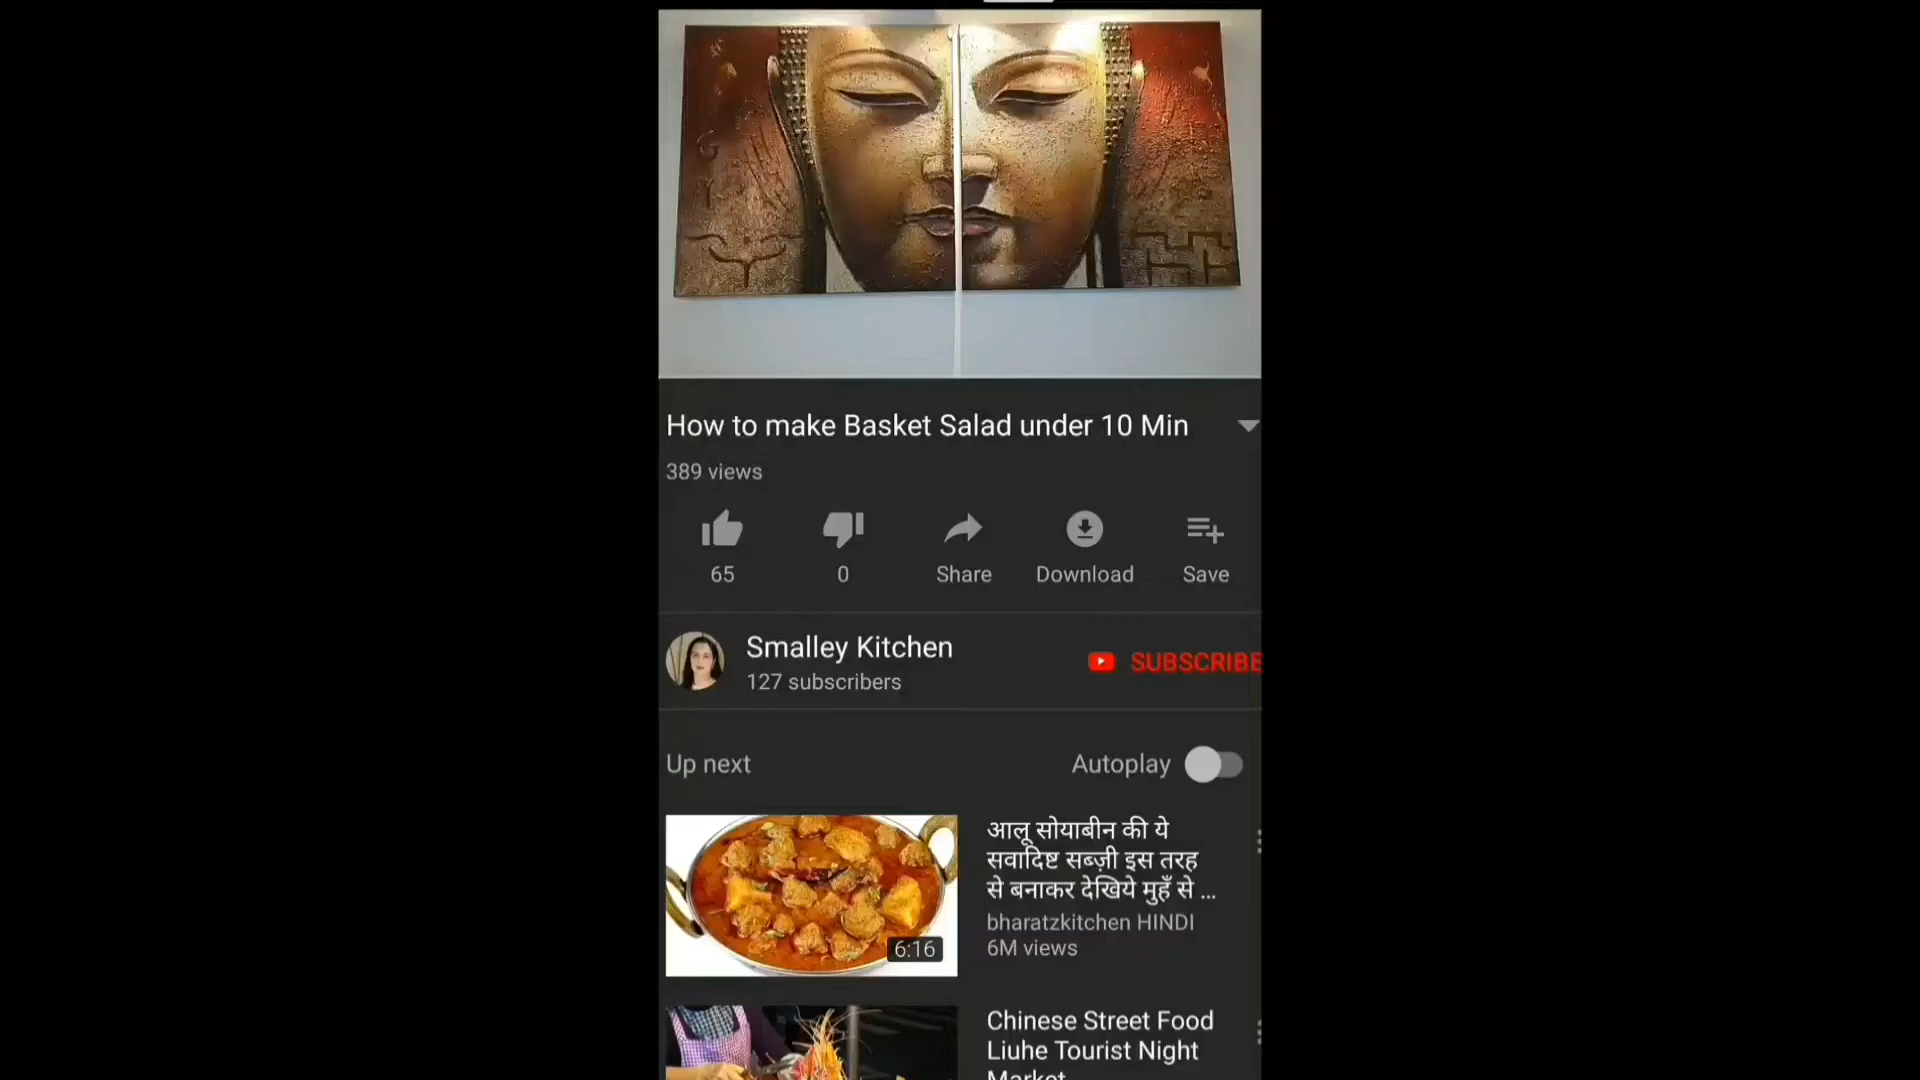 How to make Basket Salad under 10 Min
389 views
65
0
Share
Download
Save
Smalley Kitchen
127 subscribers
SUBSCRIBE
Up next
Autoplay
6:16
आलू सोयाबीन की ये
सवादिष्ट सब्ज़ी इस तरह
से बनाकर देखिये मुहँ से ...
bharatzkitchen HINDI
6M views
Chinese Street Food
Liuhe Tourist Night
Market